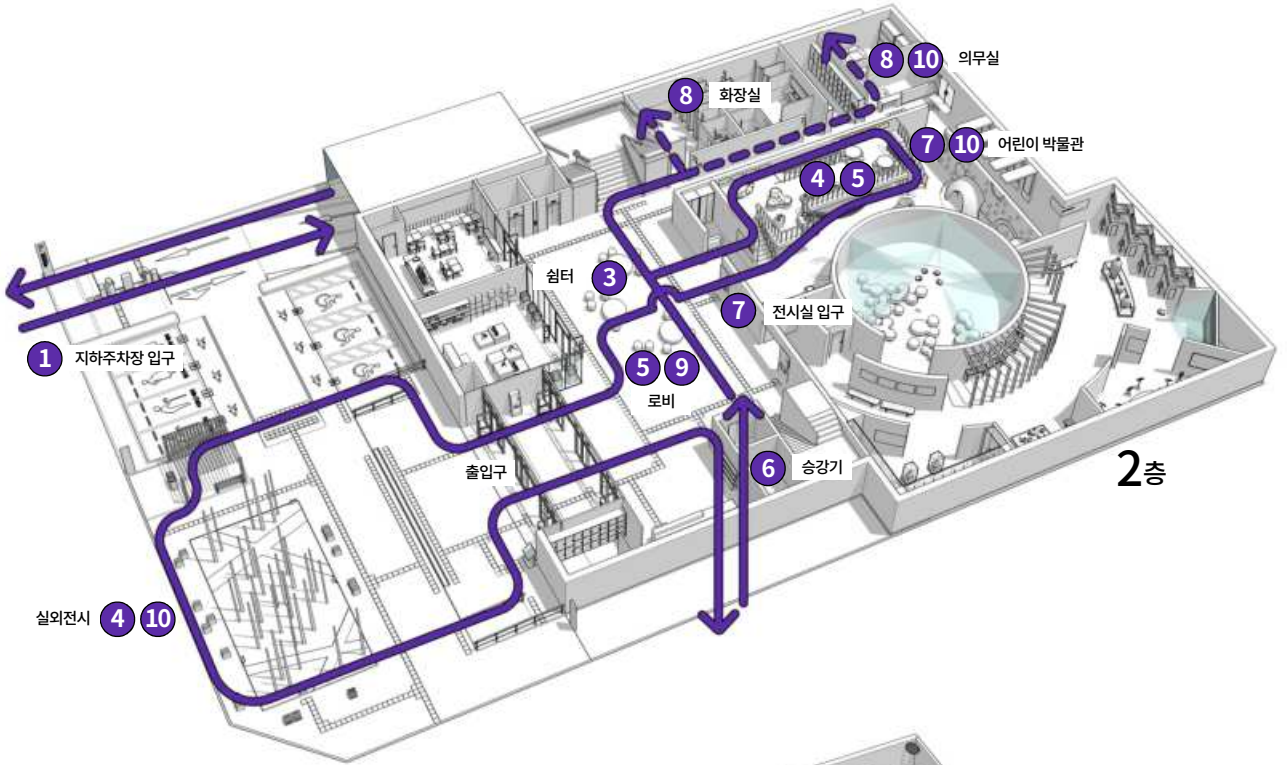 8 10 의무실
8 화장실
7 10 어린이 박물관
4 5
쉼터 3
7 전시실 입구
1 지하주차장 입구
5 9
로비
출입구
6 승강기
2층
실외전시 4 10